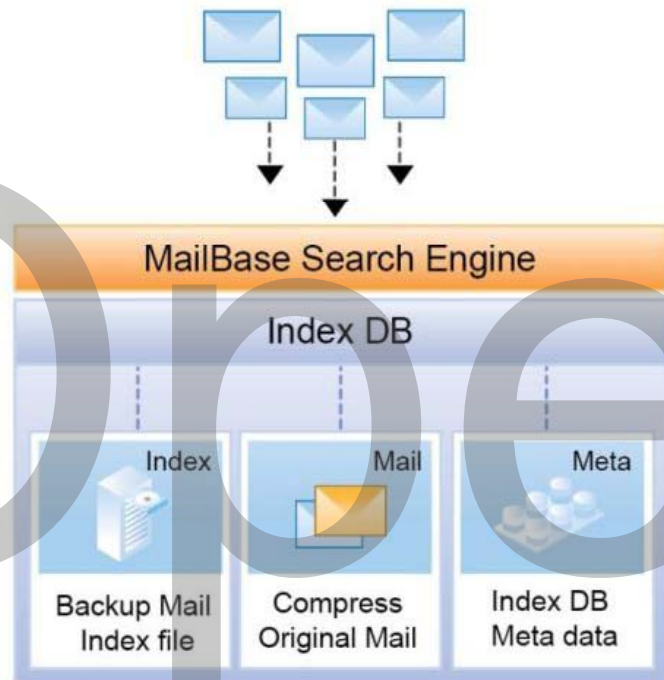 MailBase Search Engine
Index DB
Index
Mail
Meta
Backup Mail
Index file
Compress
Original Mail
Index DB
Meta data
Ope